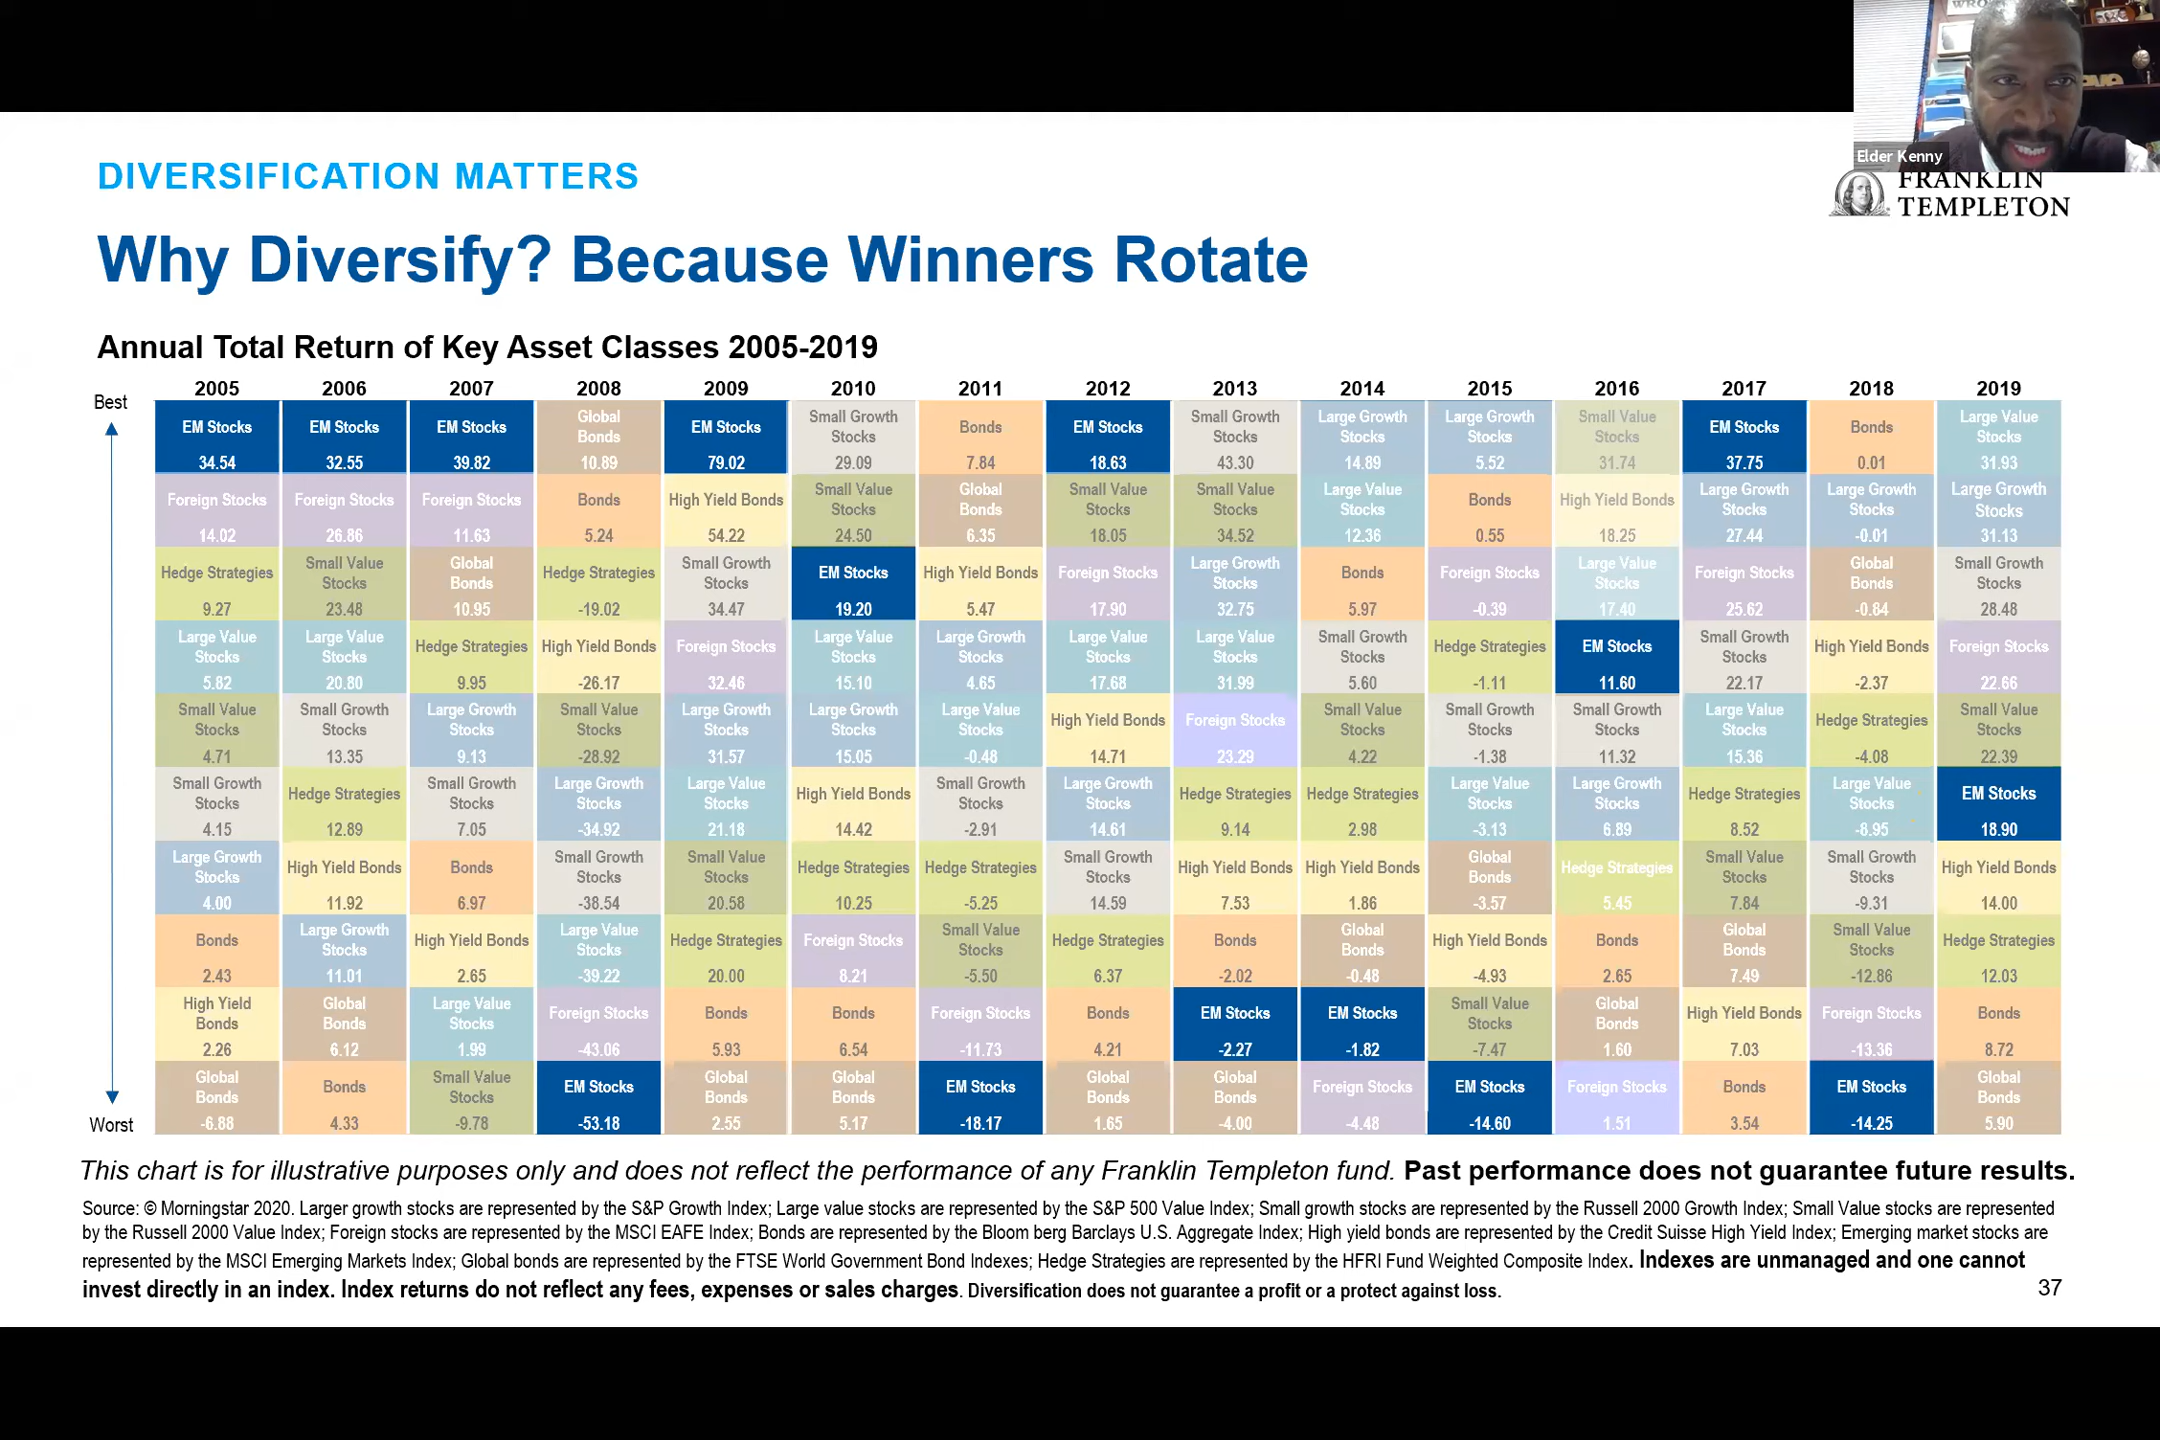 WRO
Elder Kenny
FRANKLIN
TEMPLETON
DIVERSIFICATION MATTERS
Why Diversify? Because Winners Rotate
Annual Total Return of Key Asset Classes 2005-2019
Best
Worst
2005 2006 2007 2008 2009 2010 2011 2012 2013 2014 2015 2016 2017 2018 2019
EM Stocks EM Stocks EM Stocks Global Bonds EM Stocks Small Growth Stocks Bonds EM Stocks Small Growth Stocks Large Growth Stocks Large Growth Stocks Small Value Stocks EM Stocks Bonds Large Value Stocks
34.54 32.55 39.82 10.89 79.02 29.09 7.84 18.63 43.30 14.89 5.52 31.74 37.75 0.01 31.93
Foreign Stocks Foreign Stocks Foreign Stocks Bonds High Yield Bonds Small Value Stocks Global Bonds Small Value Stocks Small Value Stocks Large Value Stocks Bonds High Yield Bonds Large Growth Stocks Large Growth Stocks Large Growth Stocks
14.02 26.86 11.63 5.24 54.22 24.50 6.35 18.05 34.52 12.36 0.55 18.25 27.44 -0.01 31.13
Hedge Strategies Small Value Stocks Global Bonds Hedge Strategies Small Growth Stocks EM Stocks High Yield Bonds Foreign Stocks Large Growth Stocks Bonds Foreign Stocks Large Value Stocks Foreign Stocks Global Bonds Small Growth Stocks
9.27 23.48 10.95 -19.02 34.47 19.20 5.47 17.90 32.75 5.97 -0.39 17.40 25.62 -0.84 28.48
Large Value Stocks Large Value Stocks Hedge Strategies High Yield Bonds Foreign Stocks Large Value Stocks Large Growth Stocks Large Value Stocks Large Value Stocks Small Growth Stocks Hedge Strategies EM Stocks Small Growth Stocks High Yield Bonds Foreign Stocks
5.82 20.80 9.95 -26.17 32.46 15.10 4.65 17.68 31.99 5.60 -1.11 11.60 22.17 -2.37 22.66
Small Value Stocks Small Growth Stocks Large Growth Stocks Small Value Stocks Large Growth Stocks Large Growth Stocks Large Value Stocks High Yield Bonds Foreign Stocks Small Value Stocks Small Growth Stocks Small Growth Stocks Large Value Stocks Hedge Strategies Small Value Stocks
4.71 13.35 9.13 -28.92 31.57 15.05 -0.48 14.71 23.29 4.22 -1.38 11.32 15.36 -4.08 22.39
Small Growth Stocks Hedge Strategies Small Growth Stocks Large Growth Stocks Large Value Stocks High Yield Bonds Small Growth Stocks Large Growth Stocks Hedge Strategies Hedge Strategies Large Value Stocks Large Growth Stocks Hedge Strategies Large Value Stocks EM Stocks
4.15 12.89 7.05 -34.92 21.18 14.42 -2.91 14.61 9.14 2.98 -3.13 6.89 8.52 -8.95 18.90
Large Growth Stocks High Yield Bonds Bonds Small Growth Stocks Small Value Stocks Hedge Strategies Hedge Strategies Small Growth Stocks High Yield Bonds High Yield Bonds Global Bonds Hedge Strategies Small Value Stocks Small Growth Stocks High Yield Bonds
4.00 11.92 6.97 -38.54 20.58 10.25 -5.25 14.59 7.53 1.86 -3.57 5.45 7.84 -9.31 14.00
Bonds Large Growth Stocks High Yield Bonds Large Value Stocks Hedge Strategies Foreign Stocks Small Value Stocks Hedge Strategies Bonds Global Bonds High Yield Bonds Bonds Global Bonds Small Value Stocks Hedge Strategies
2.43 11.01 2.65 -39.22 20.00 8.21 -5.50 6.37 -2.02 -0.48 -4.93 2.65 7.49 -12.86 12.03
High Yield Bonds Global Bonds Large Value Stocks Foreign Stocks Bonds Bonds Foreign Stocks Bonds EM Stocks EM Stocks Small Value Stocks Global Bonds High Yield Bonds Foreign Stocks Bonds
2.26 6.12 1.99 -43.06 5.93 6.54 -11.73 4.21 -2.27 -1.82 -7.47 1.60 7.03 -13.36 8.72
Global Bonds Bonds Small Value Stocks EM Stocks Global Bonds Global Bonds EM Stocks Global Bonds Global Bonds Foreign Stocks EM Stocks Foreign Stocks Bonds EM Stocks Global Bonds
-6.88 4.33 -9.78 -53.18 2.55 5.17 -18.17 1.65 -4.00 -4.48 -14.60 1.51 3.54 -14.25 5.90
This chart is for illustrative purposes only and does not reflect the performance of any Franklin Templeton fund. Past performance does not guarantee future results.
Source: © Morningstar 2020. Larger growth stocks are represented by the S&P Growth Index; Large value stocks are represented by the S&P 500 Value Index; Small growth stocks are represented by the Russell 2000 Growth Index; Small Value stocks are represented
by the Russell 2000 Value Index; Foreign stocks are represented by the MSCI EAFE Index; Bonds are represented by the Bloom berg Barclays U.S. Aggregate Index; High yield bonds are represented by the Credit Suisse High Yield Index; Emerging market stocks are
represented by the MSCI Emerging Markets Index; Global bonds are represented by the FTSE World Government Bond Indexes; Hedge Strategies are represented by the HFRI Fund Weighted Composite Index. Indexes are unmanaged and one cannot
invest directly in an index. Index returns do not reflect any fees, expenses or sales charges. Diversification does not guarantee a profit or a protect against loss.
37